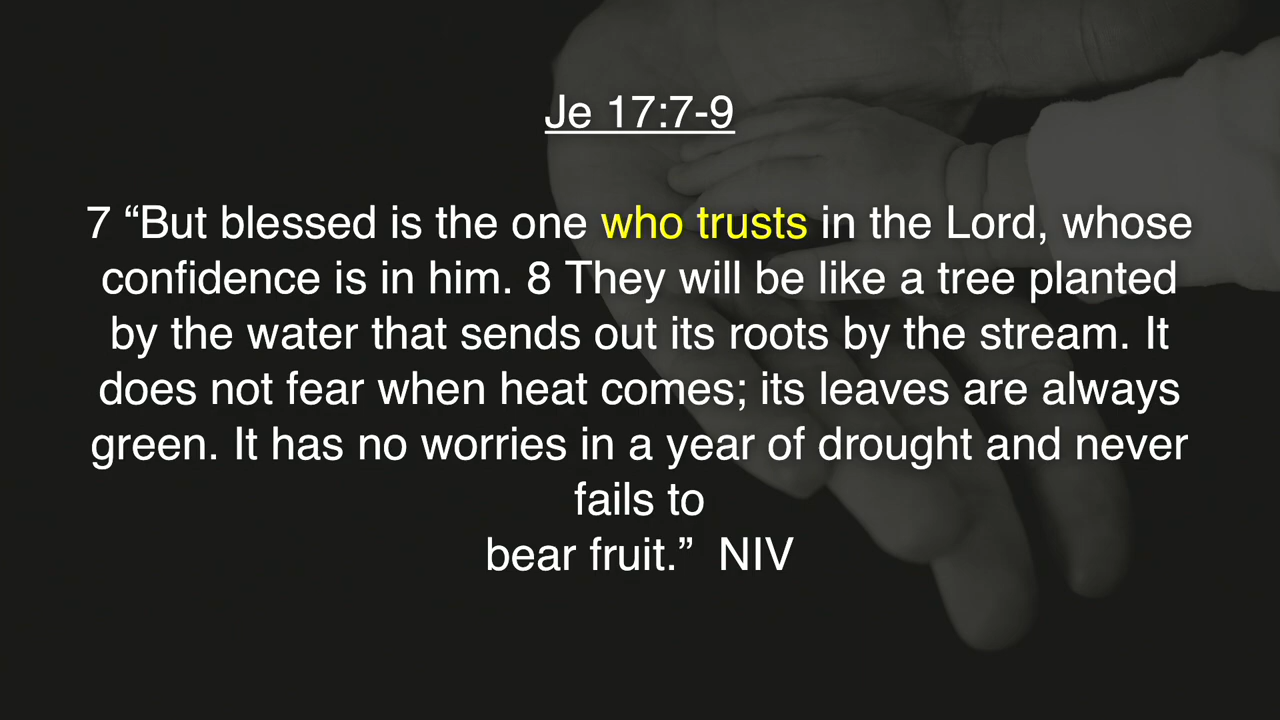 Je 17:7-9
7 “But blessed is the one who trusts in the Lord, whose
confidence is in him. 8 They will be like a tree planted
by the water that sends out its roots by the stream. It
does not fear when heat comes; its leaves are always
green. It has no worries in a year of drought and never
fails to
bear fruit.”  NIV